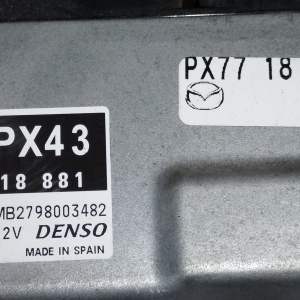 PX77 18
PX43
18 881
MB2798003482
2V DENSO
MADE IN SPAIN